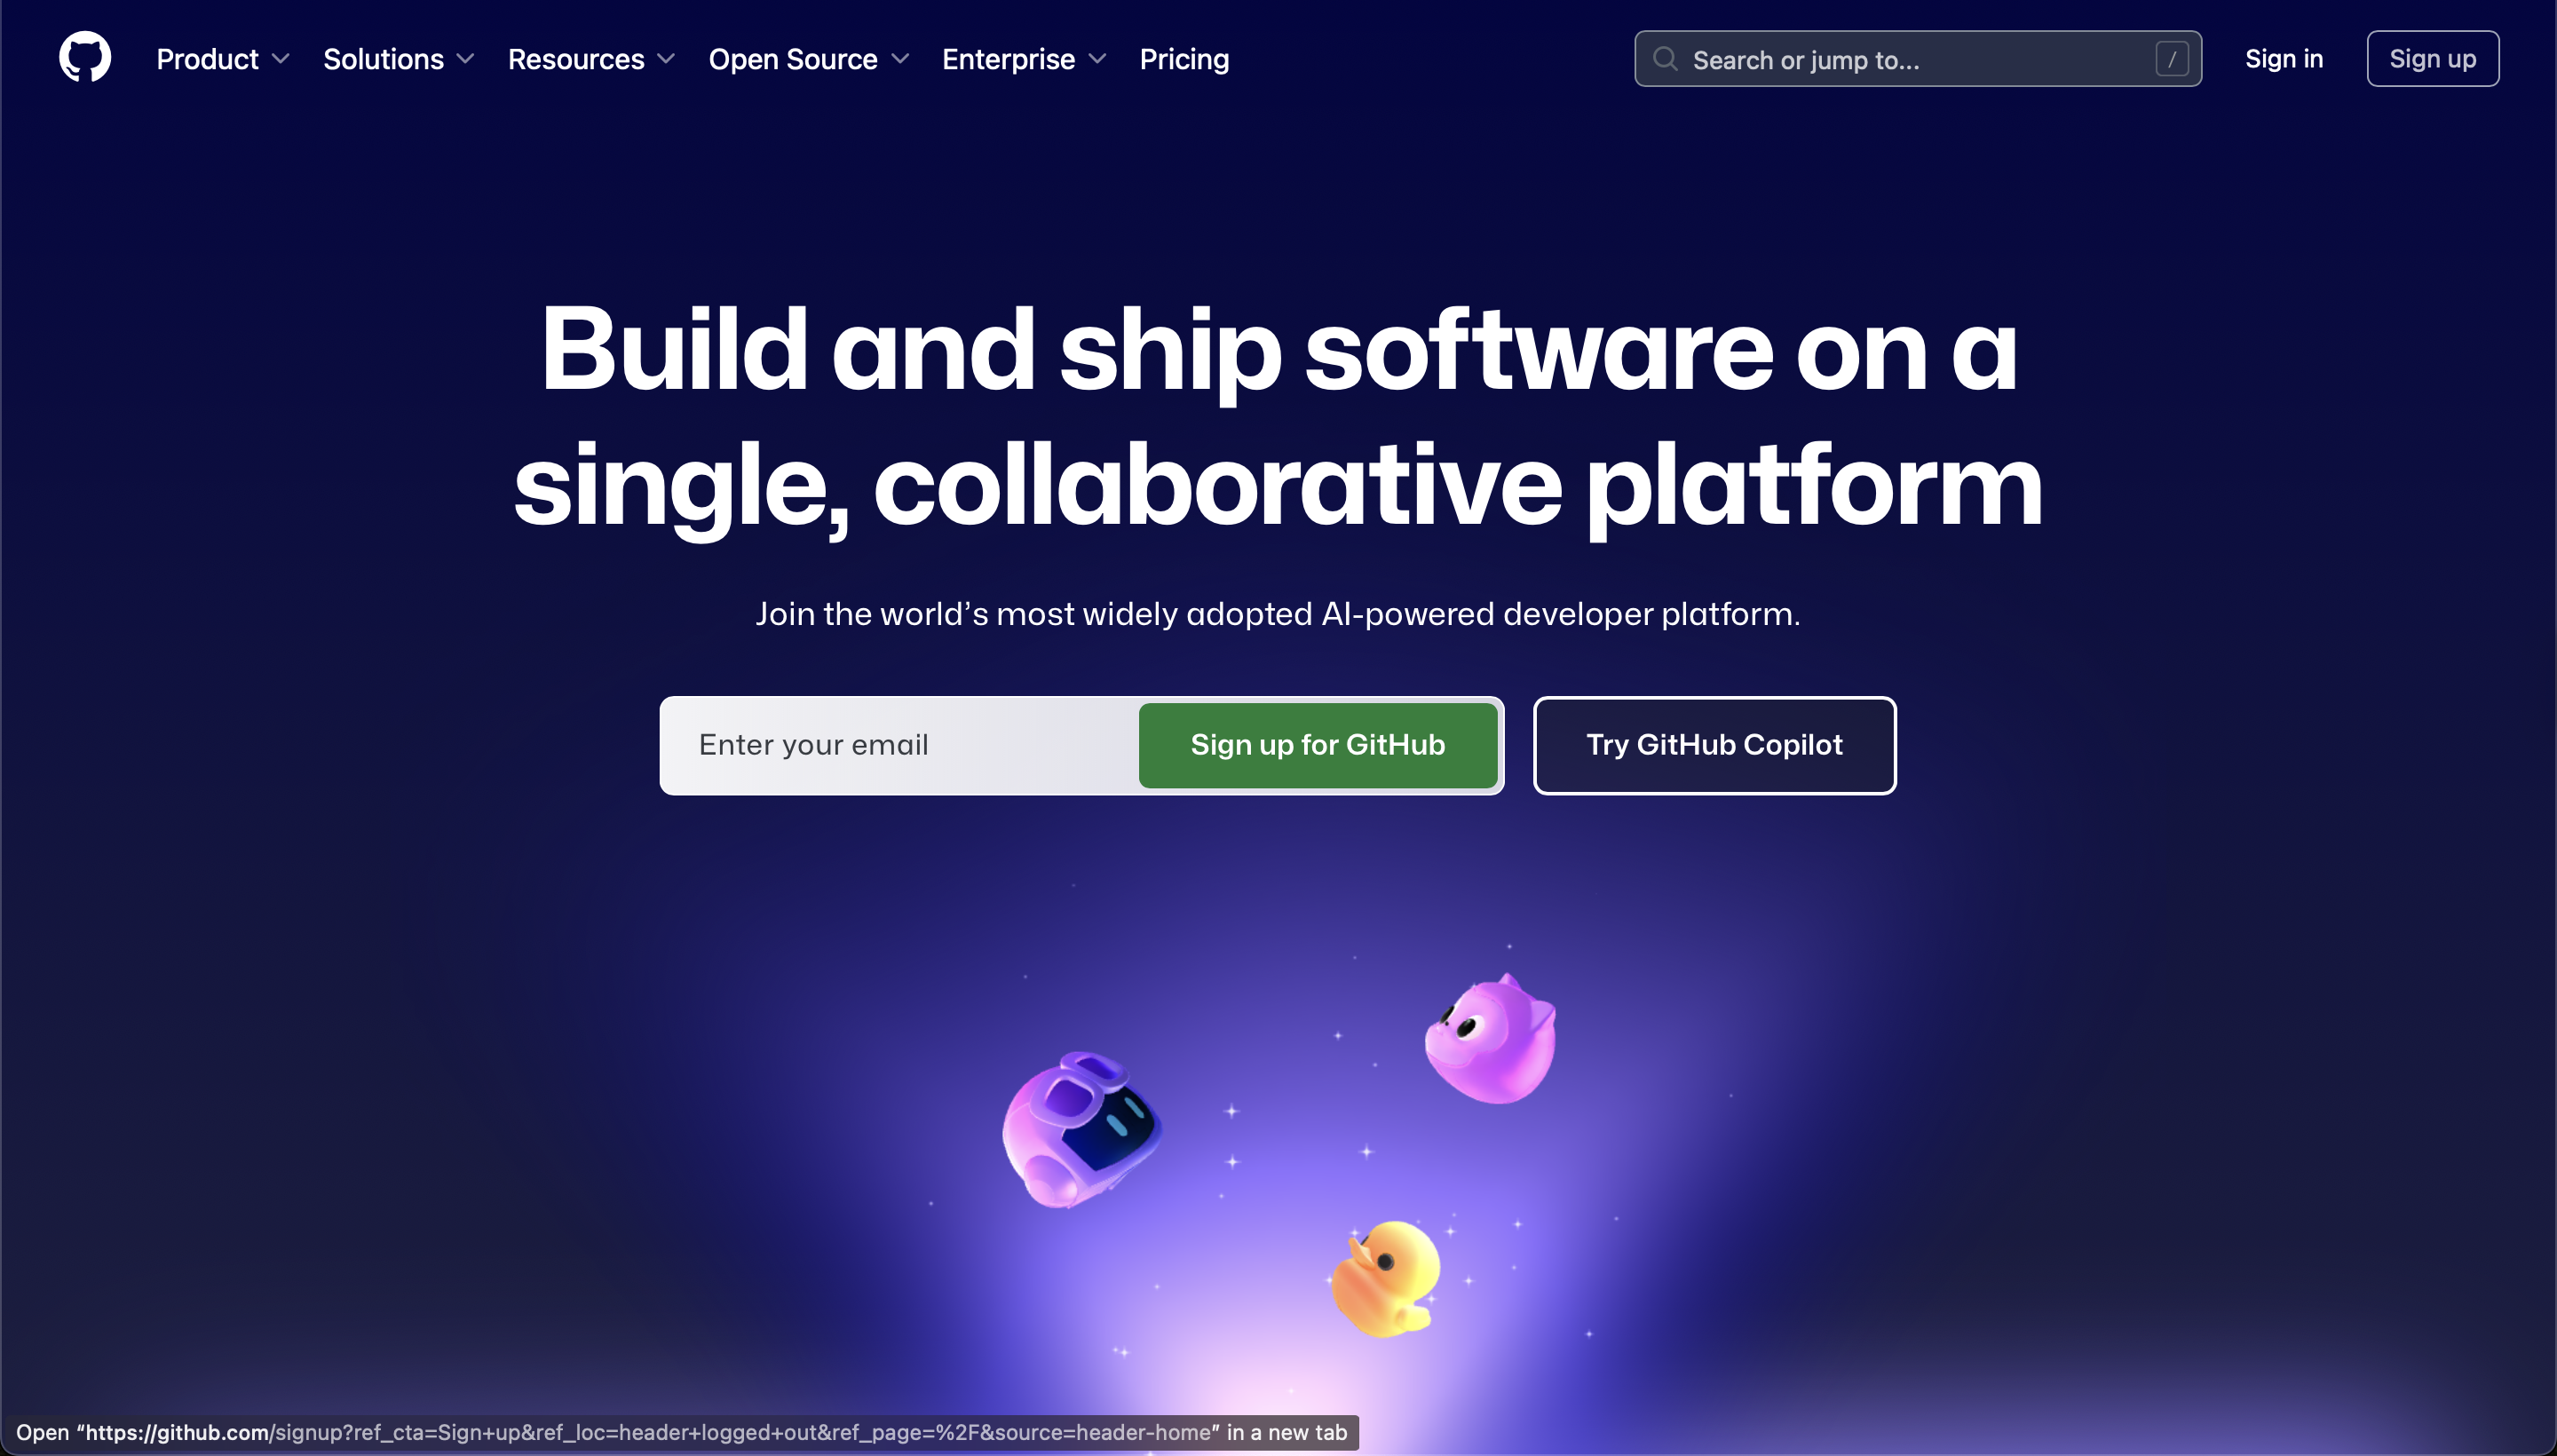 Product
Solutions
Resources
Open Source
Enterprise
Pricing
Search or jump to...
/
Sign in
Sign up
Build and ship software on a
single, collaborative platform
Join the world’s most widely adopted AI-powered developer platform.
Enter your email
Sign up for GitHub
Try GitHub Copilot
Open “https://github.com/signup?ref_cta=Sign+up&ref_loc=header+logged+out&ref_page=%2F&source=header-home” in a new tab